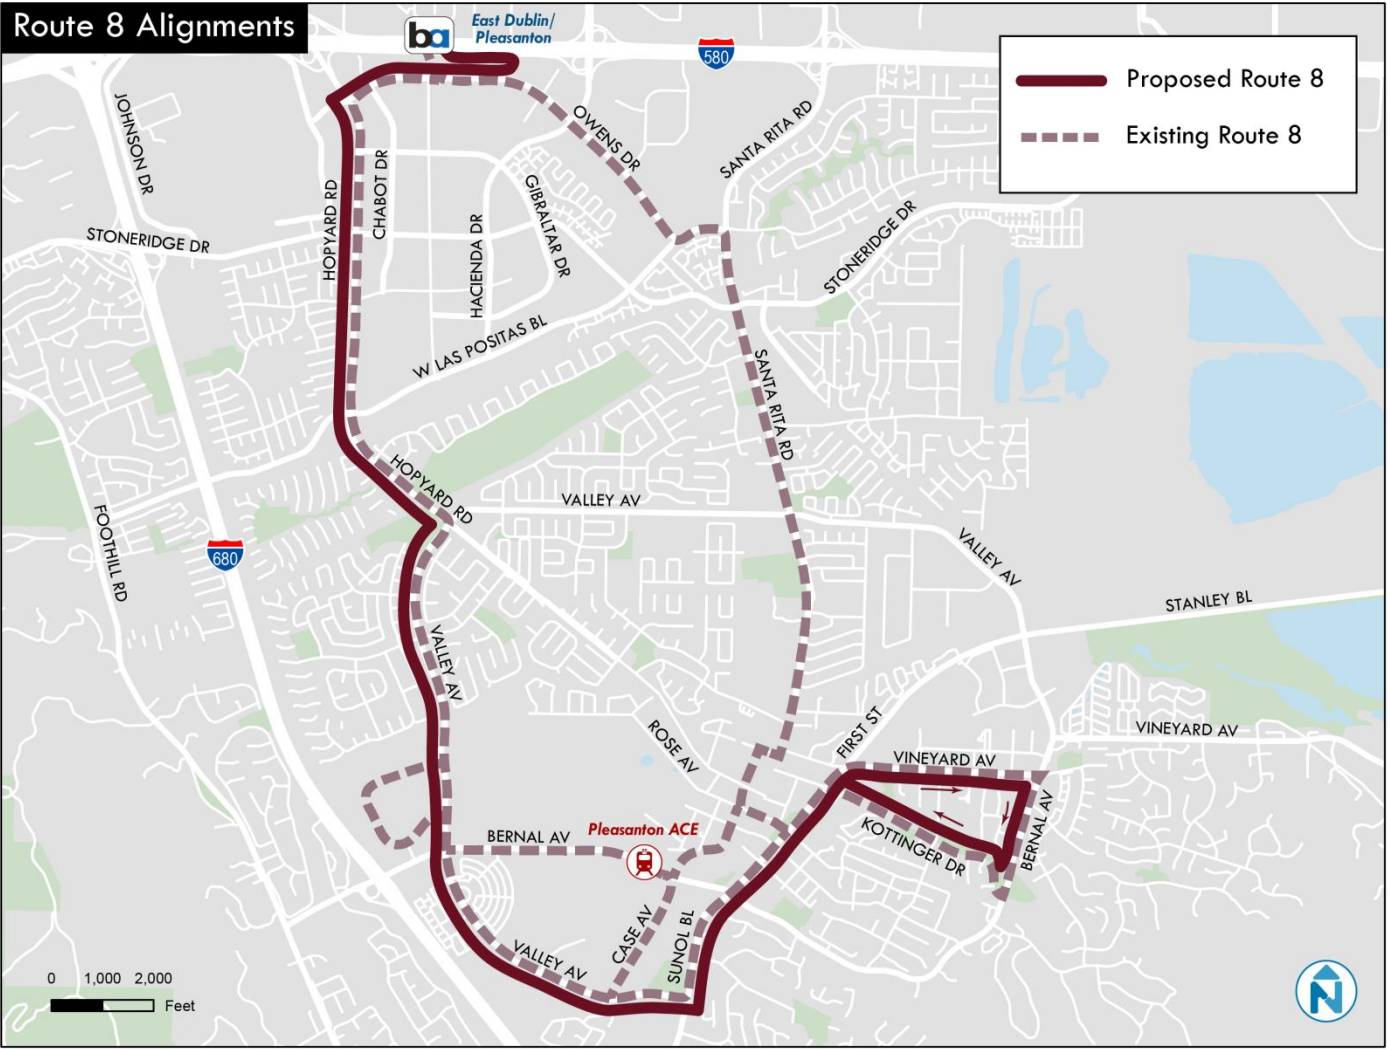 Route 8 Alignments
ba
East Dublin/
Pleasanton
580
Proposed Route 8
Existing Route 8
JOHNSON DR
OWENS DR
SANTA RITA RD
CHABOT DR
HOPYARD RD
GIBRALTAR DR
HACIENDA DR
STONERIDGE DR
STONERIDGE DR
W LAS POSITAS BL
SANTA RITA RD
HOPYARD RD
VALLEY AV
VALLEY AV
FOOTHILL RD
680
STANLEY BL
VALLEY AV
FIRST ST
ROSE AV
VINEYARD AV
VINEYARD AV
BERNAL AV
Pleasanton ACE
KOTTINGER DR
BERNAL AV
CASE AV
SUNOL BL
VALLEY AV
0 1,000 2,000
Feet
N